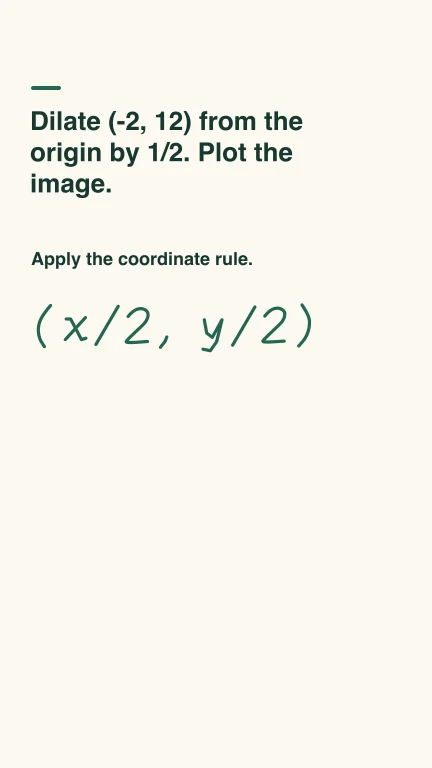 Dilate (-2, 12) from the
origin by 1/2. Plot the
image.
Apply the coordinate rule.
(x/2, y/2)